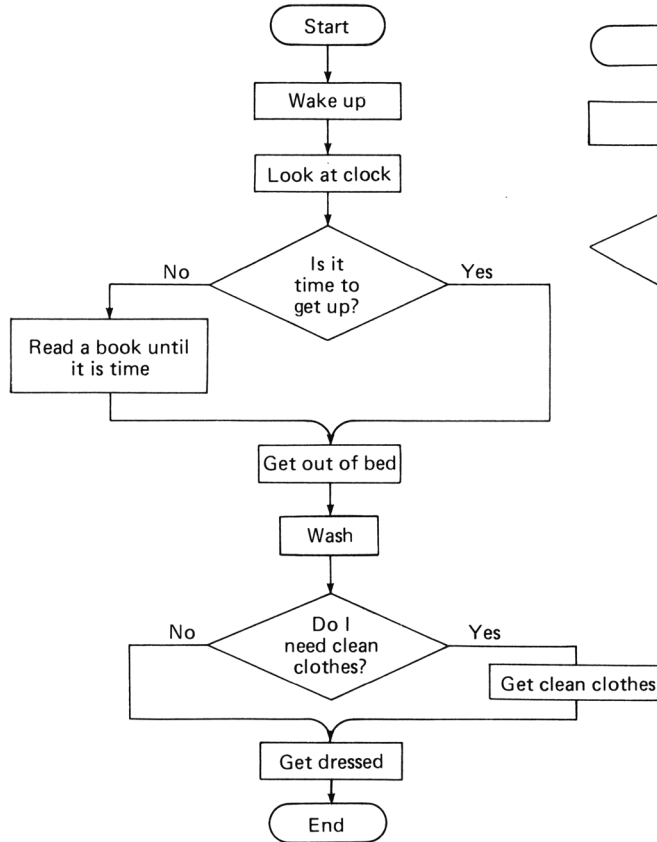 Start
Wake up
Look at clock
Is it
time to
get up?
No
Yes
Read a book until
it is time
Get out of bed
Wash
Do I
need clean
clothes?
No
Yes
Get clean clothes
Get dressed
End